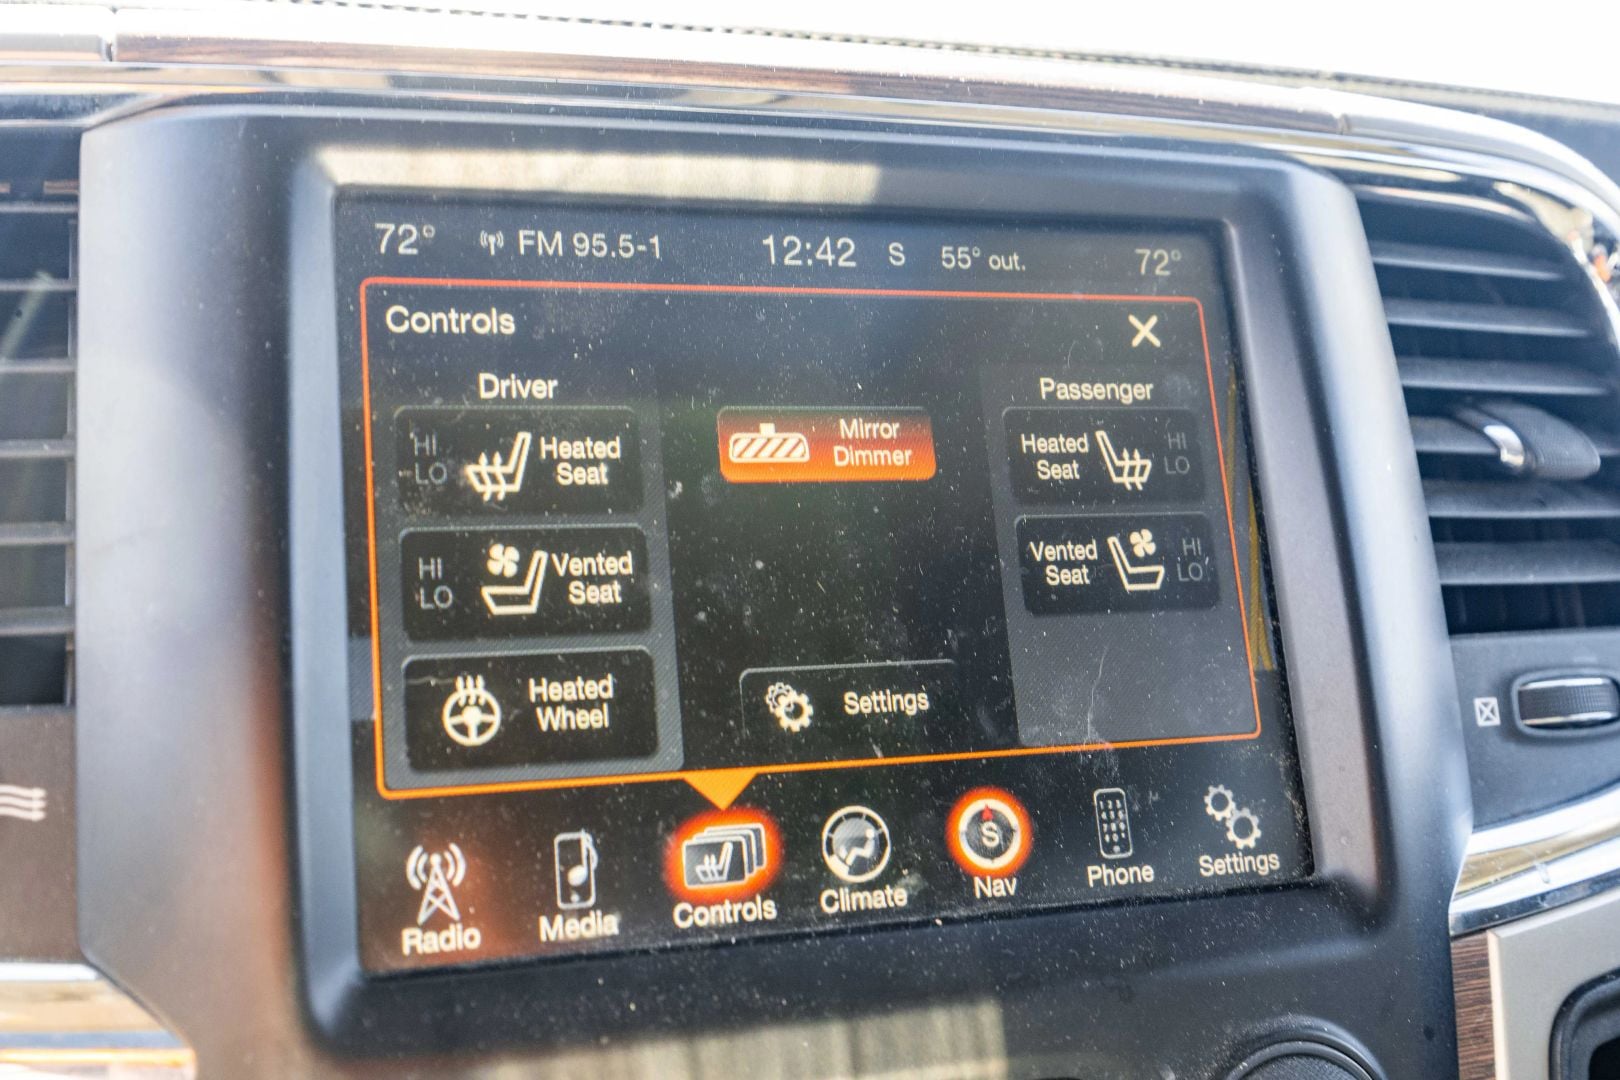 72° FM 95.5-1 12:42 S 55° out. 72°
Controls
Driver
HI
LO
Heated
Seat
HI
LO
Vented
Seat
Heated
Wheel
Mirror
Dimmer
Settings
Passenger
Heated
Seat
HI
LO
Vented
Seat
HI
LO
Radio
Media
Controls
Climate
S
Nav
Phone
Settings